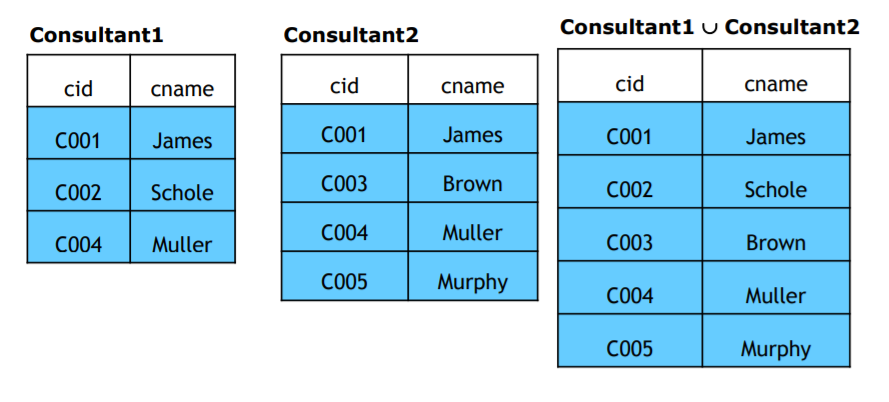 Consultant1
cid cname
C001 James
C002 Schole
C004 Muller
Consultant2
cid cname
C001 James
C003 Brown
C004 Muller
C005 Murphy
Consultant1 ∪ Consultant2
cid cname
C001 James
C002 Schole
C003 Brown
C004 Muller
C005 Murphy